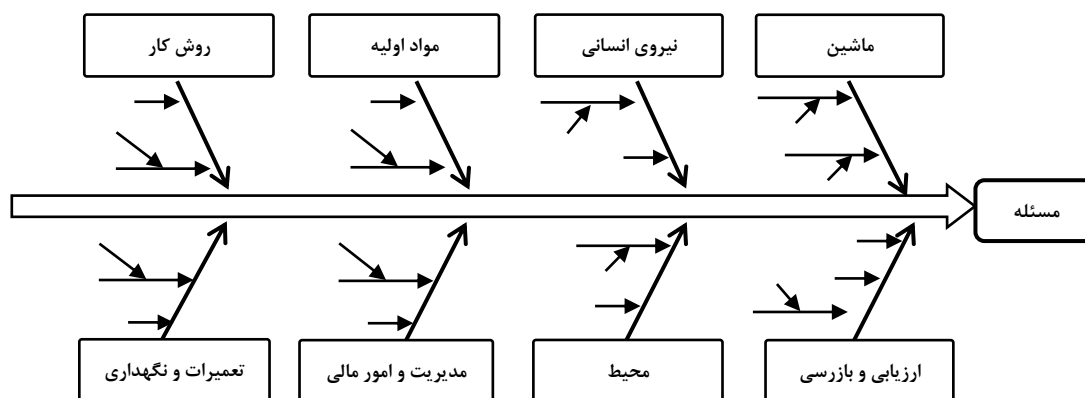 ماشین
نیروی انسانی
مواد اولیه
روش کار
مسئله
ارزیابی و بازرسی
محیط
مدیریت و امور مالی
تعمیرات و نگهداری